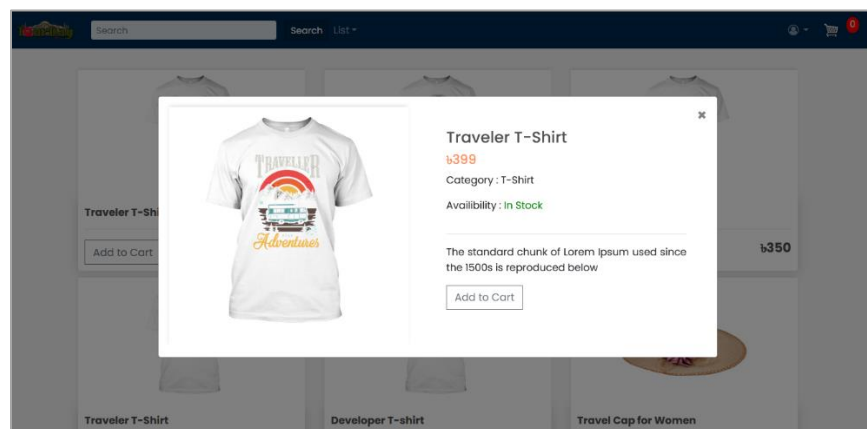 Search
Search
List
0
Traveler T-Shirt
৳399
Category : T-Shirt
Availibility : In Stock
The standard chunk of Lorem Ipsum used since
the 1500s is reproduced below
Add to Cart
TRAVELLER
Adventures
Traveler T-Shi
Add to Cart
৳350
Traveler T-Shirt
Developer T-shirt
Travel Cap for Women